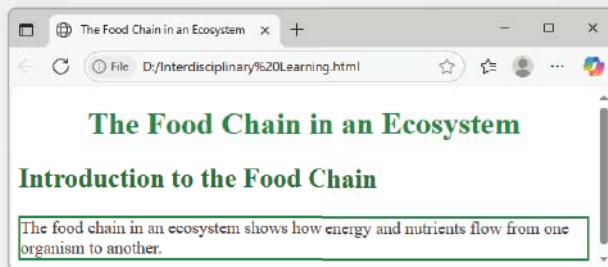 The Food Chain in an Ecosystem
File D:/Interdisciplinary%20Learning.html
The Food Chain in an Ecosystem
Introduction to the Food Chain
The food chain in an ecosystem shows how energy and nutrients flow from one
organism to another.